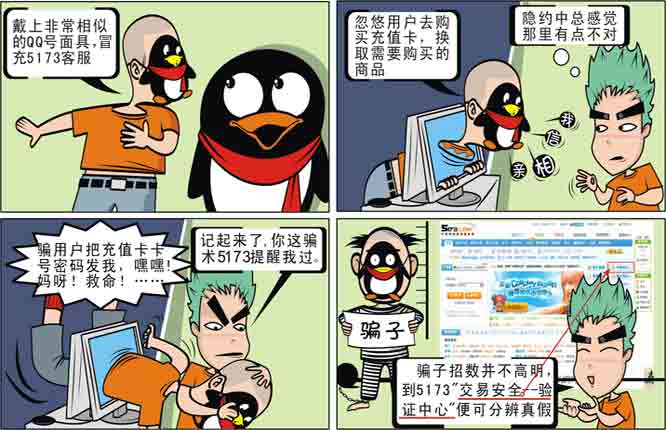 戴上非常相似
的QQ号面具，冒
充5173客服
忽悠用户去购
买充值卡，换
取需要购买的
商品
隐约中总感觉
那里有点不对
我
信
相
亲
骗用户把充值卡卡
号密码发我，嘿嘿！
妈呀！救命！……
记起来了，你这骗
术5173提醒我过。
骗子
骗子招数并不高明，
到5173"交易安全--验
证中心"便可分辨真假